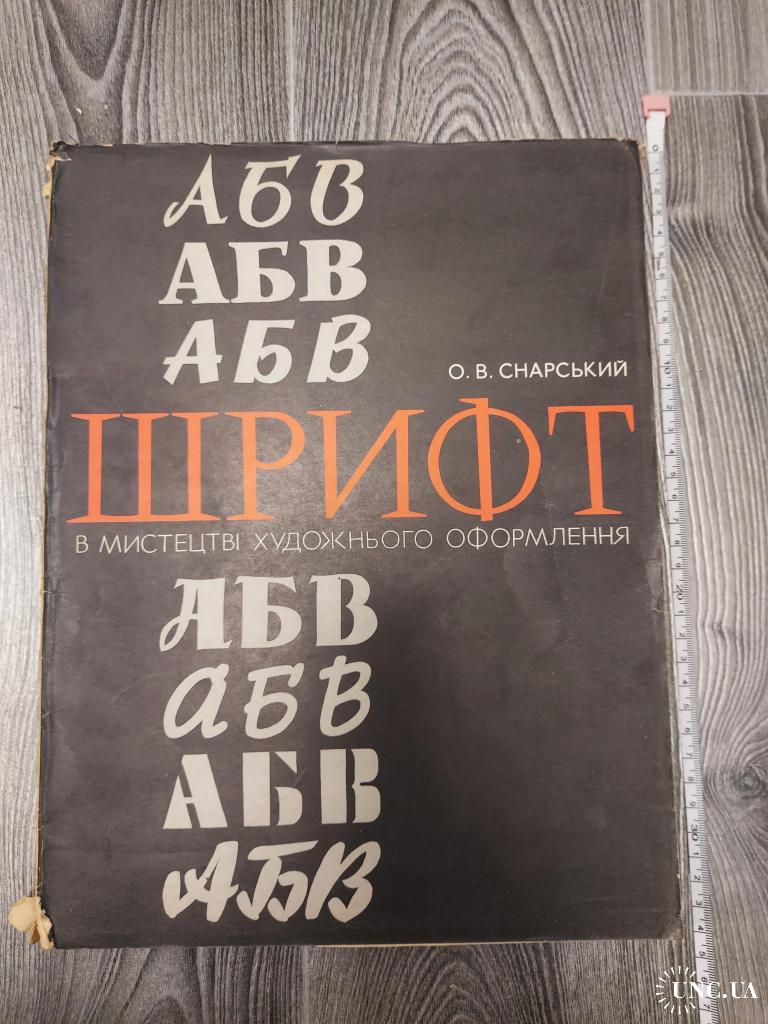 АБВ
АБВ
АБВ
О. В. СНАРСЬКИЙ
ШРИФТ
В МИСТЕЦТВІ ХУДОЖНЬОГО ОФОРМЛЕННЯ
АБВ
АБВ
АБВ
АБВ
UNC.UA